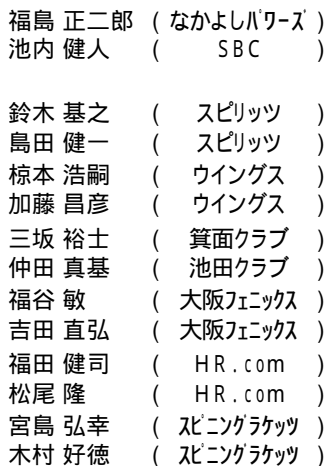 福島 正二郎 ( なかよしﾊﾟﾜｰｽﾞ )
池内 健人 ( SBC )
鈴木 基之 ( スピリッツ )
島田 健一 ( スピリッツ )
椋本 浩嗣 ( ウイングス )
加藤 昌彦 ( ウイングス )
三坂 裕士 ( 箕面クラブ )
仲田 真基 ( 池田クラブ )
福谷 敏 ( 大阪ﾌｪﾆｯｸｽ )
吉田 直弘 ( 大阪ﾌｪﾆｯｸｽ )
福田 健司 ( HR.com )
松尾 隆 ( HR.com )
宮島 弘幸 ( ｽﾋﾟﾆﾝｸﾞﾗｹｯﾂ )
木村 好徳 ( ｽﾋﾟﾆﾝｸﾞﾗｹｯﾂ )